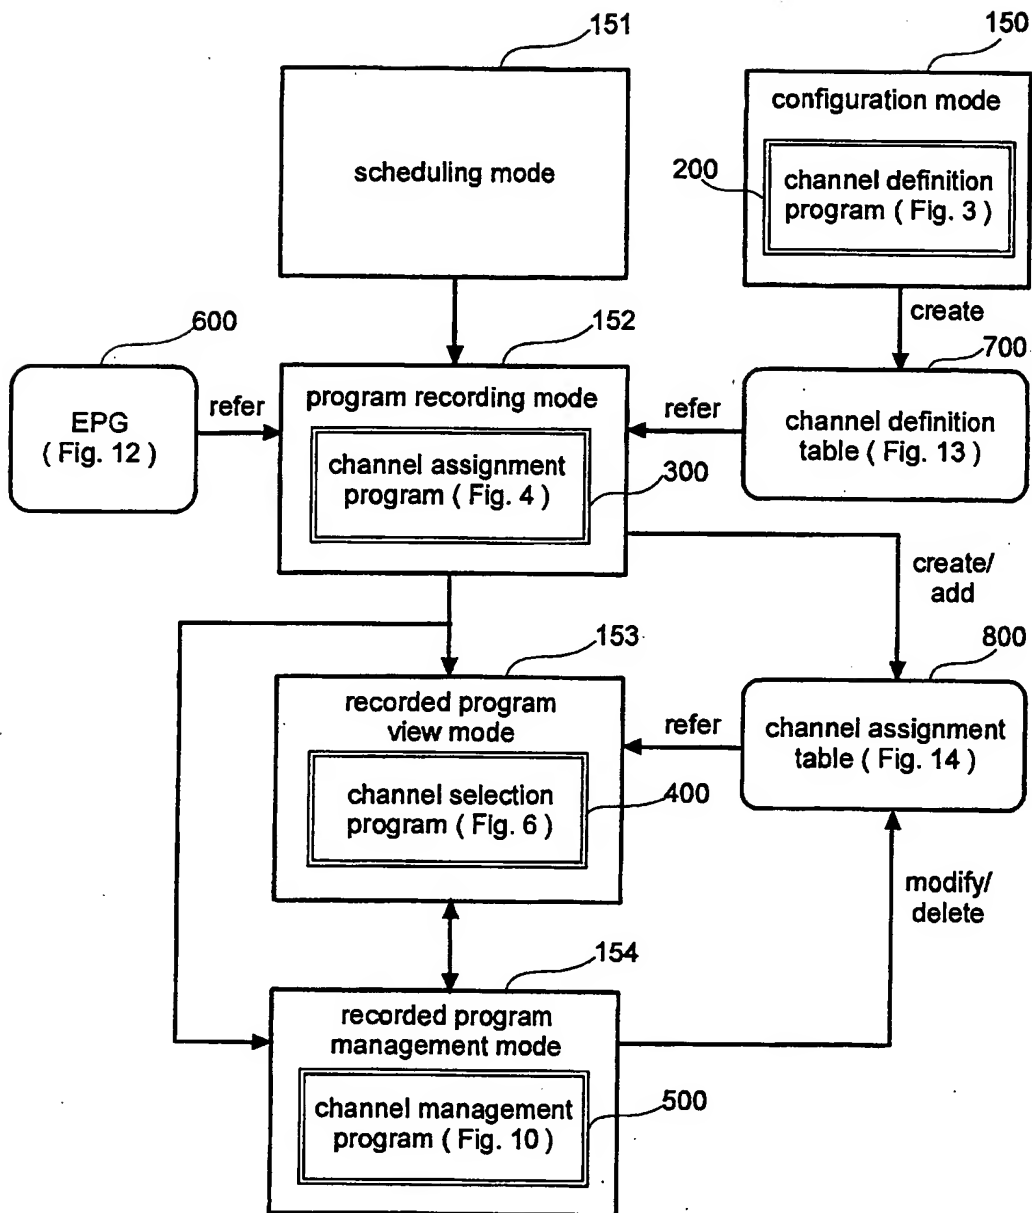 151
150
scheduling mode
configuration mode
200
channel definition
program ( Fig. 3 )
create
600
152
700
EPG
( Fig. 12 )
refer
program recording mode
channel assignment
program ( Fig. 4 )
300
refer
channel definition
table ( Fig. 13 )
create/
add
153
800
recorded program
view mode
channel selection
program ( Fig. 6 )
400
refer
channel assignment
table ( Fig. 14 )
modify/
delete
154
recorded program
management mode
channel management
program ( Fig. 10 )
500